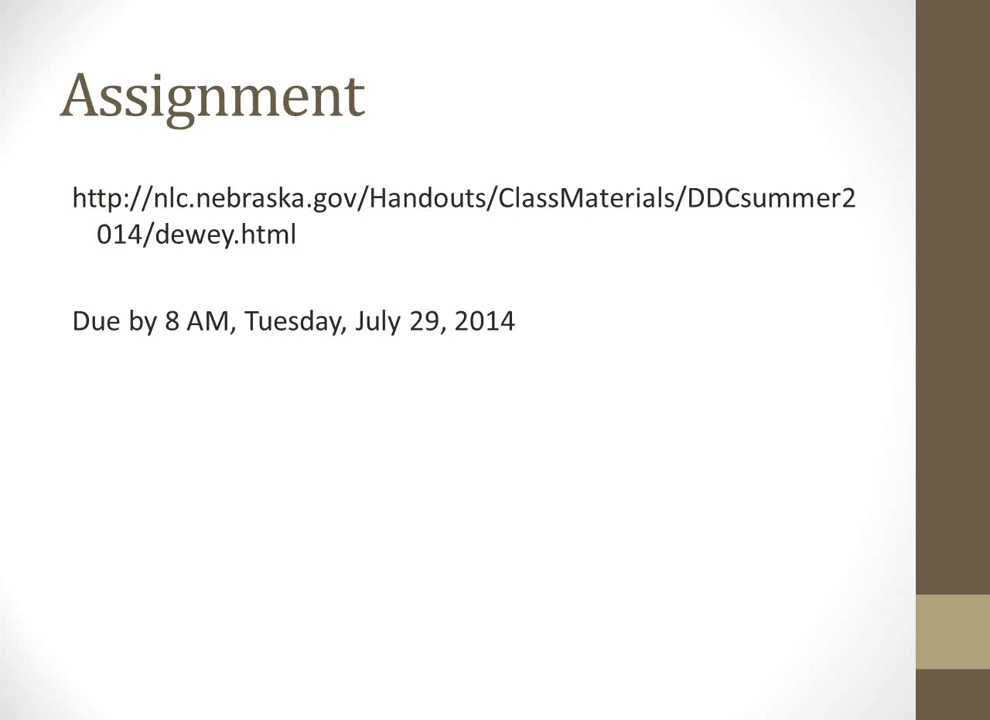 Assignment
http://nlc.nebraska.gov/Handouts/ClassMaterials/DDCsummer2
014/dewey.html
Due by 8 AM, Tuesday, July 29, 2014